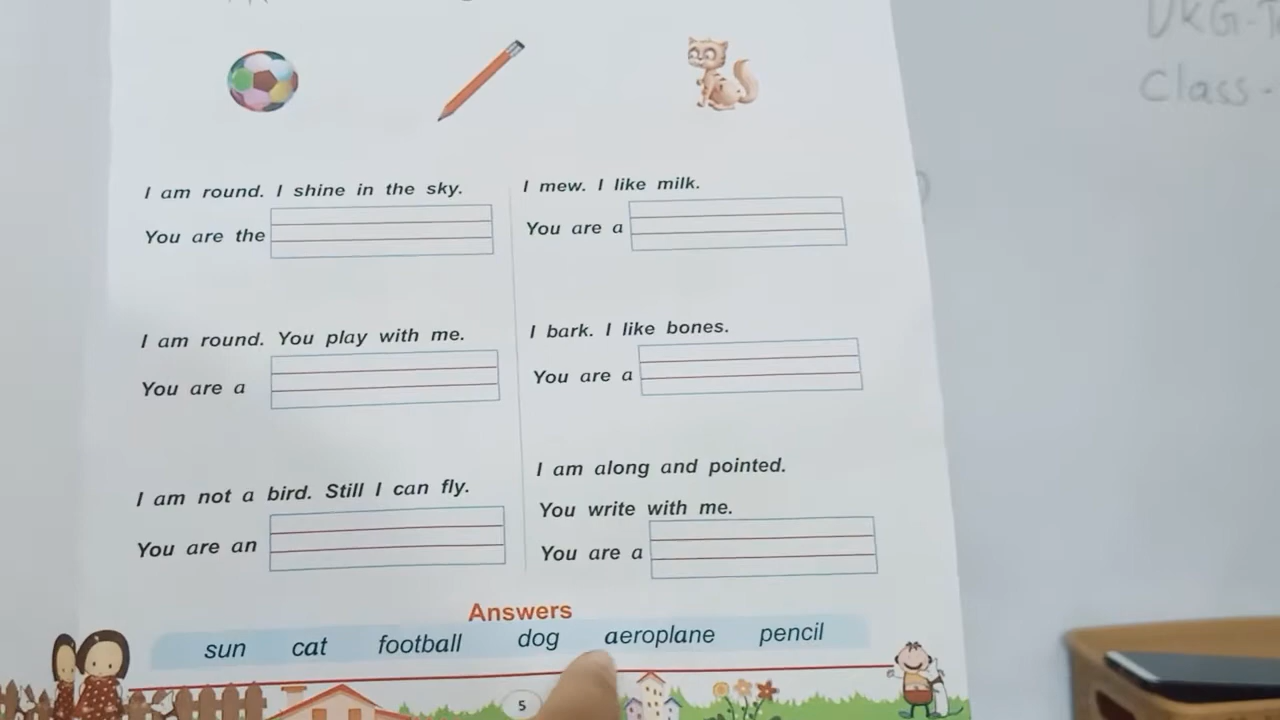 UKG-T
Class -
I am round. I shine in the sky.
You are the
I mew. I like milk.
You are a
I am round. You play with me.
You are a
I bark. I like bones.
You are a
I am not a bird. Still I can fly.
You are an
I am along and pointed.
You write with me.
You are a
Answers
sun cat football dog aeroplane pencil
5